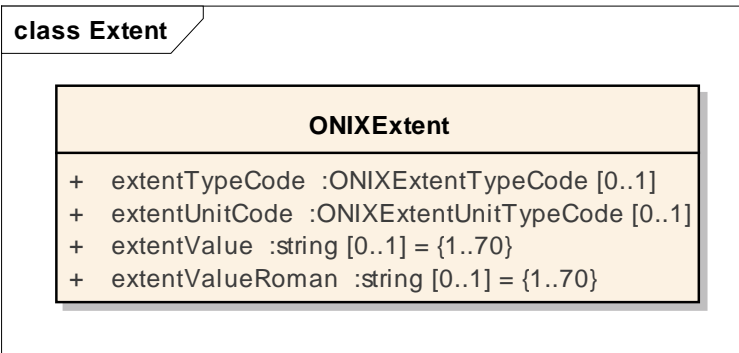 class Extent
ONIXExtent
+ extentTypeCode :ONIXExtentTypeCode [0..1]
+ extentUnitCode :ONIXExtentUnitTypeCode [0..1]
+ extentValue :string [0..1] = {1..70}
+ extentValueRoman :string [0..1] = {1..70}